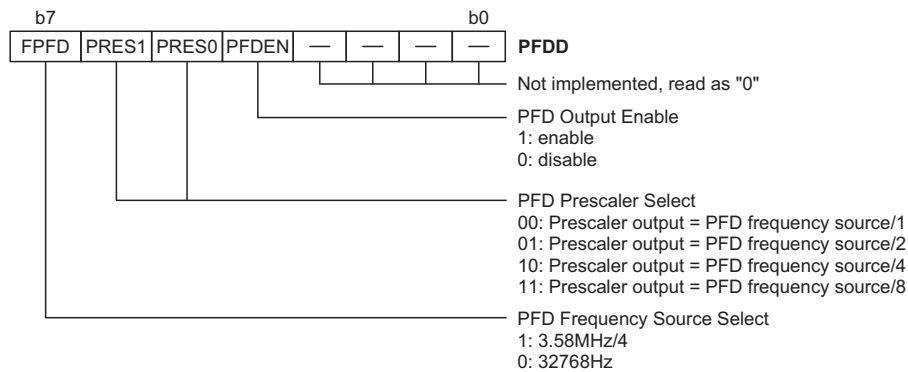 b7 b0
FPFD PRES1 PRES0 PFDEN — — — — PFDD
Not implemented, read as "0"
PFD Output Enable
1: enable
0: disable
PFD Prescaler Select
00: Prescaler output = PFD frequency source/1
01: Prescaler output = PFD frequency source/2
10: Prescaler output = PFD frequency source/4
11: Prescaler output = PFD frequency source/8
PFD Frequency Source Select
1: 3.58MHz/4
0: 32768Hz